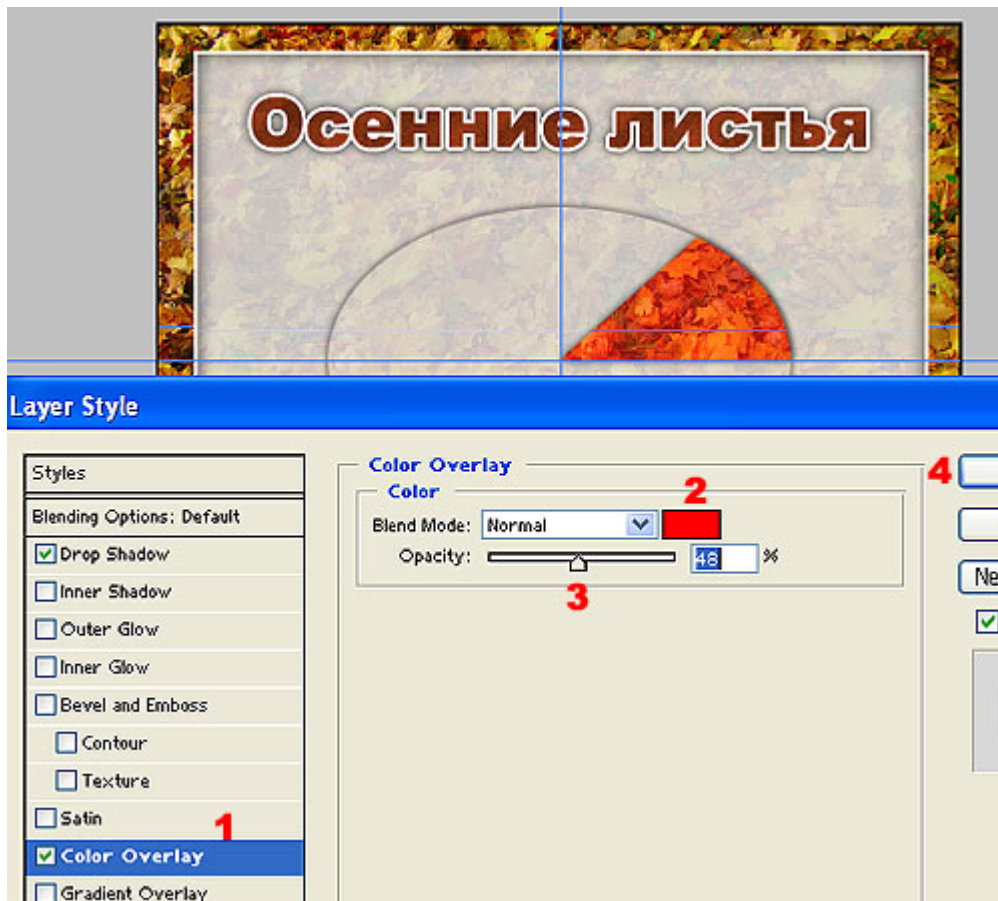 Осенние листья
Layer Style
Styles
Blending Options: Default
Drop Shadow
Inner Shadow
Outer Glow
Inner Glow
Bevel and Emboss
Contour
Texture
Satin
1
Color Overlay
Gradient Overlay
Color Overlay
Color
2
Blend Mode: Normal
Opacity: 48 %
3
4
Ne